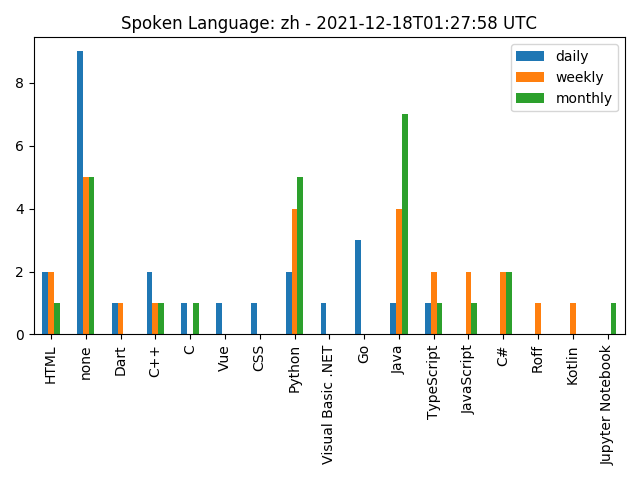 Spoken Language: zh - 2021-12-18T01:27:58 UTC
daily
weekly
monthly
8
6
4
2
0
HTML
none
Dart
C++
C
Vue
CSS
Python
Visual Basic .NET
Go
Java
TypeScript
JavaScript
C#
Roff
Kotlin
Jupyter Notebook